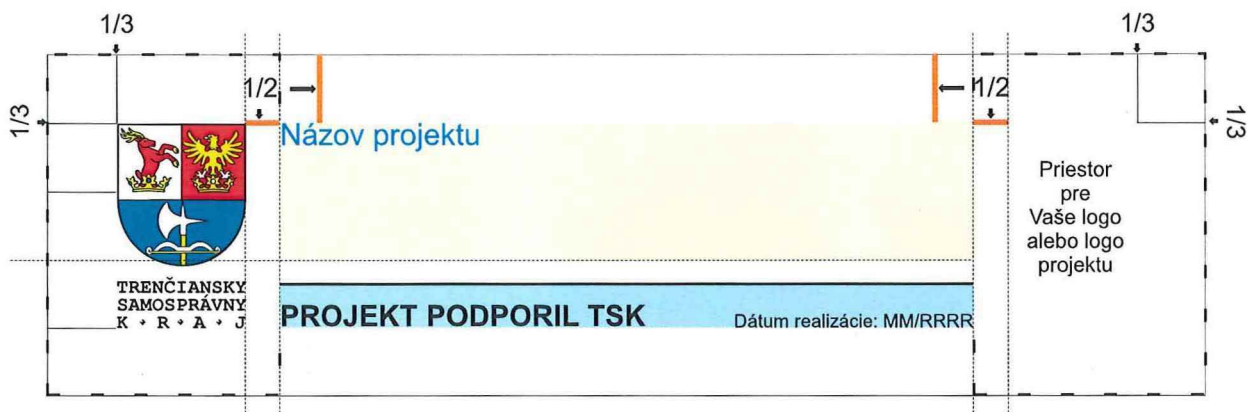 1/3
1/3
1/2
1/2
1/3
1/3
Názov projektu
Priestor
pre
Vaše logo
alebo logo
projektu
TRENČIANSKY
SAMOSPRÁVNY
K • R • A • J
PROJEKT PODPORIL TSK
Dátum realizácie: MM/RRRR